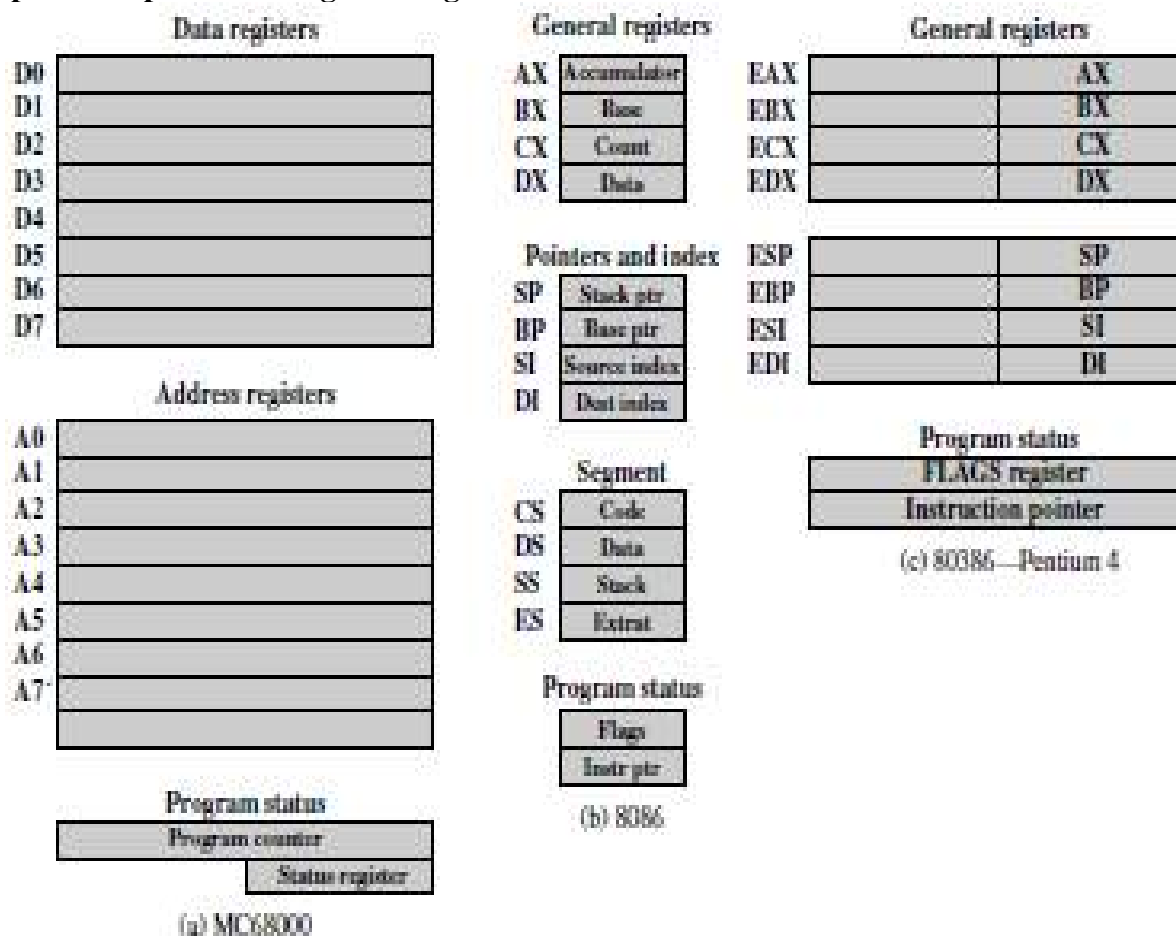 Data registers
D0
D1
D2
D3
D4
D5
D6
D7
Address registers
A0
A1
A2
A3
A4
A5
A6
A7'
Program status
Program counter
Status register
(a) MC68000
General registers
AX Accumulator
BX Base
CX Count
DX Data
Pointers and index
SP Stack ptr
BP Base ptr
SI Source index
DI Dest index
Segment
CS Code
DS Data
SS Stack
ES Extrat
Program status
Flags
Instr ptr
(b) 8086
General registers
EAX AX
EBX BX
ECX CX
EDX DX
ESP SP
EBP BP
ESI SI
EDI DI
Program status
FLAGS register
Instruction pointer
(c) 80386—Pentium 4